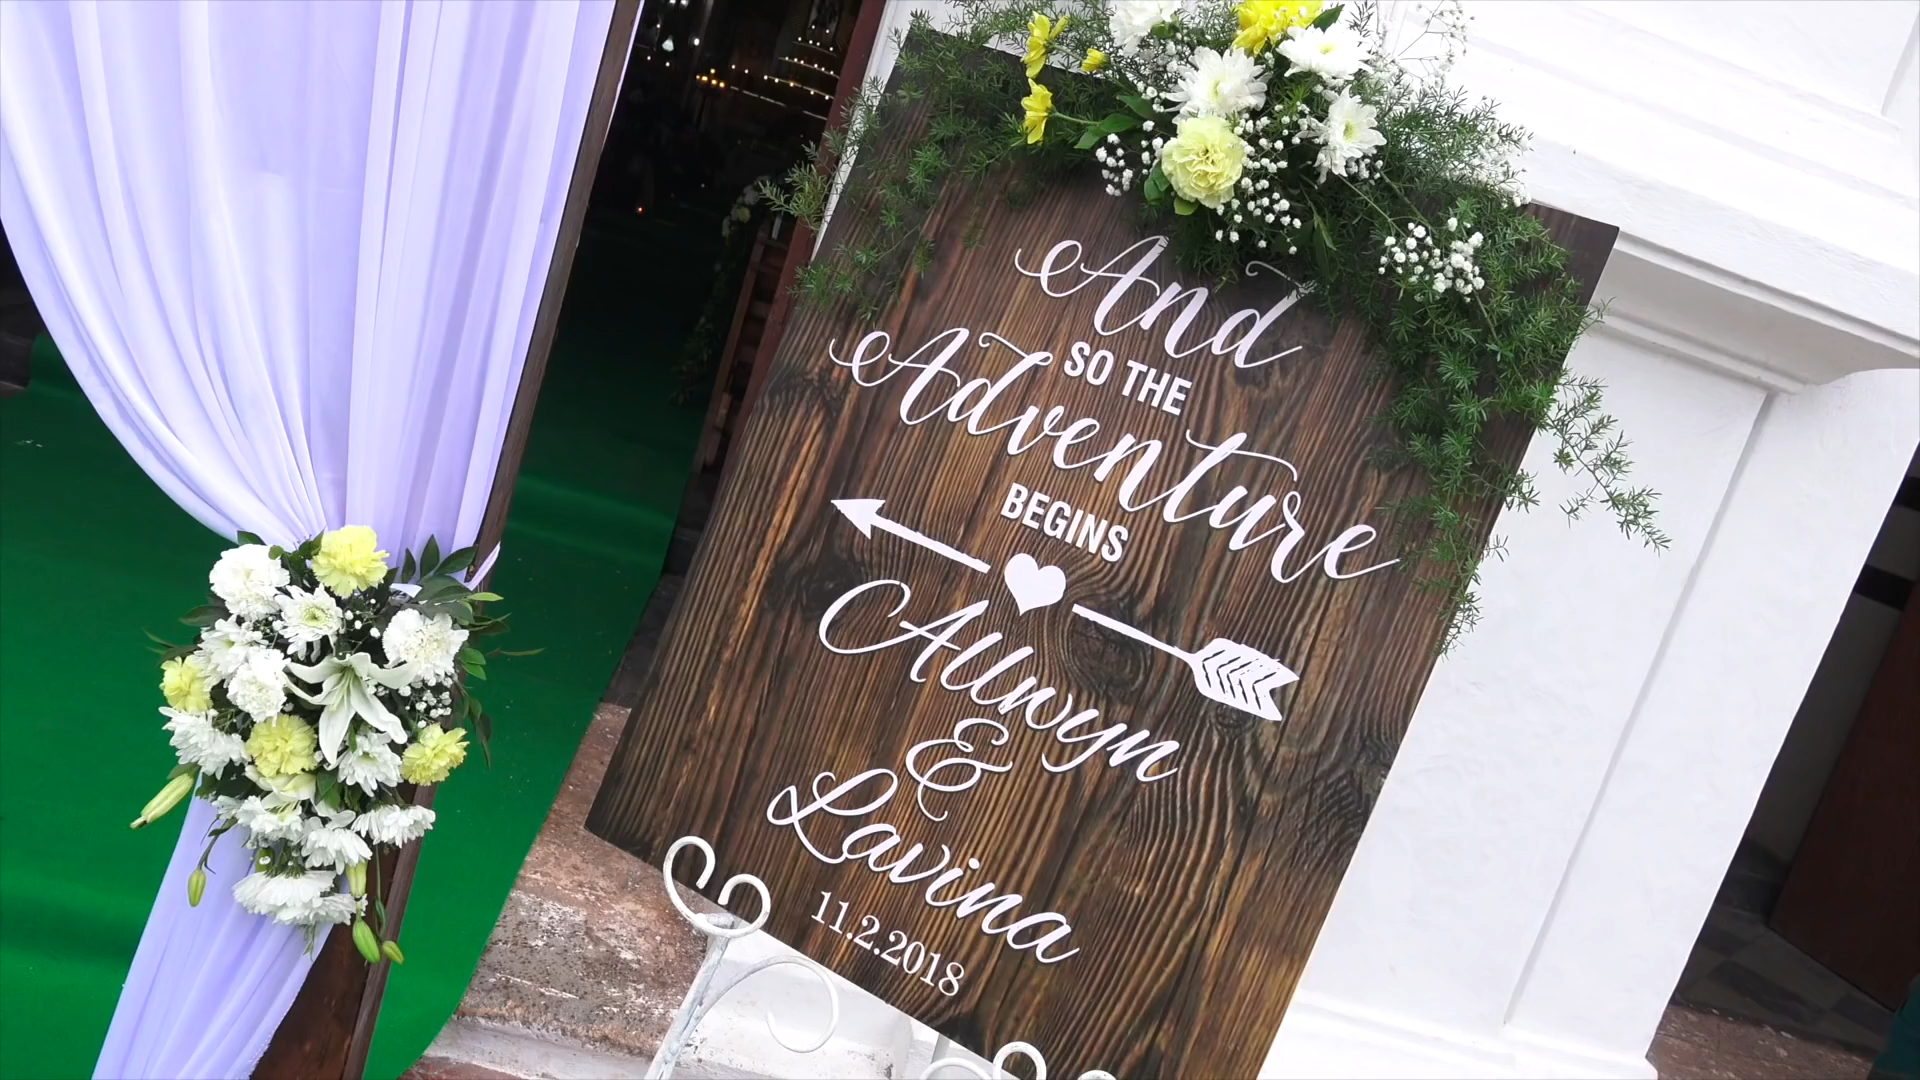 And
SO THE
Adventure
BEGINS
Allwyn
&
Lavina
11.2.2018